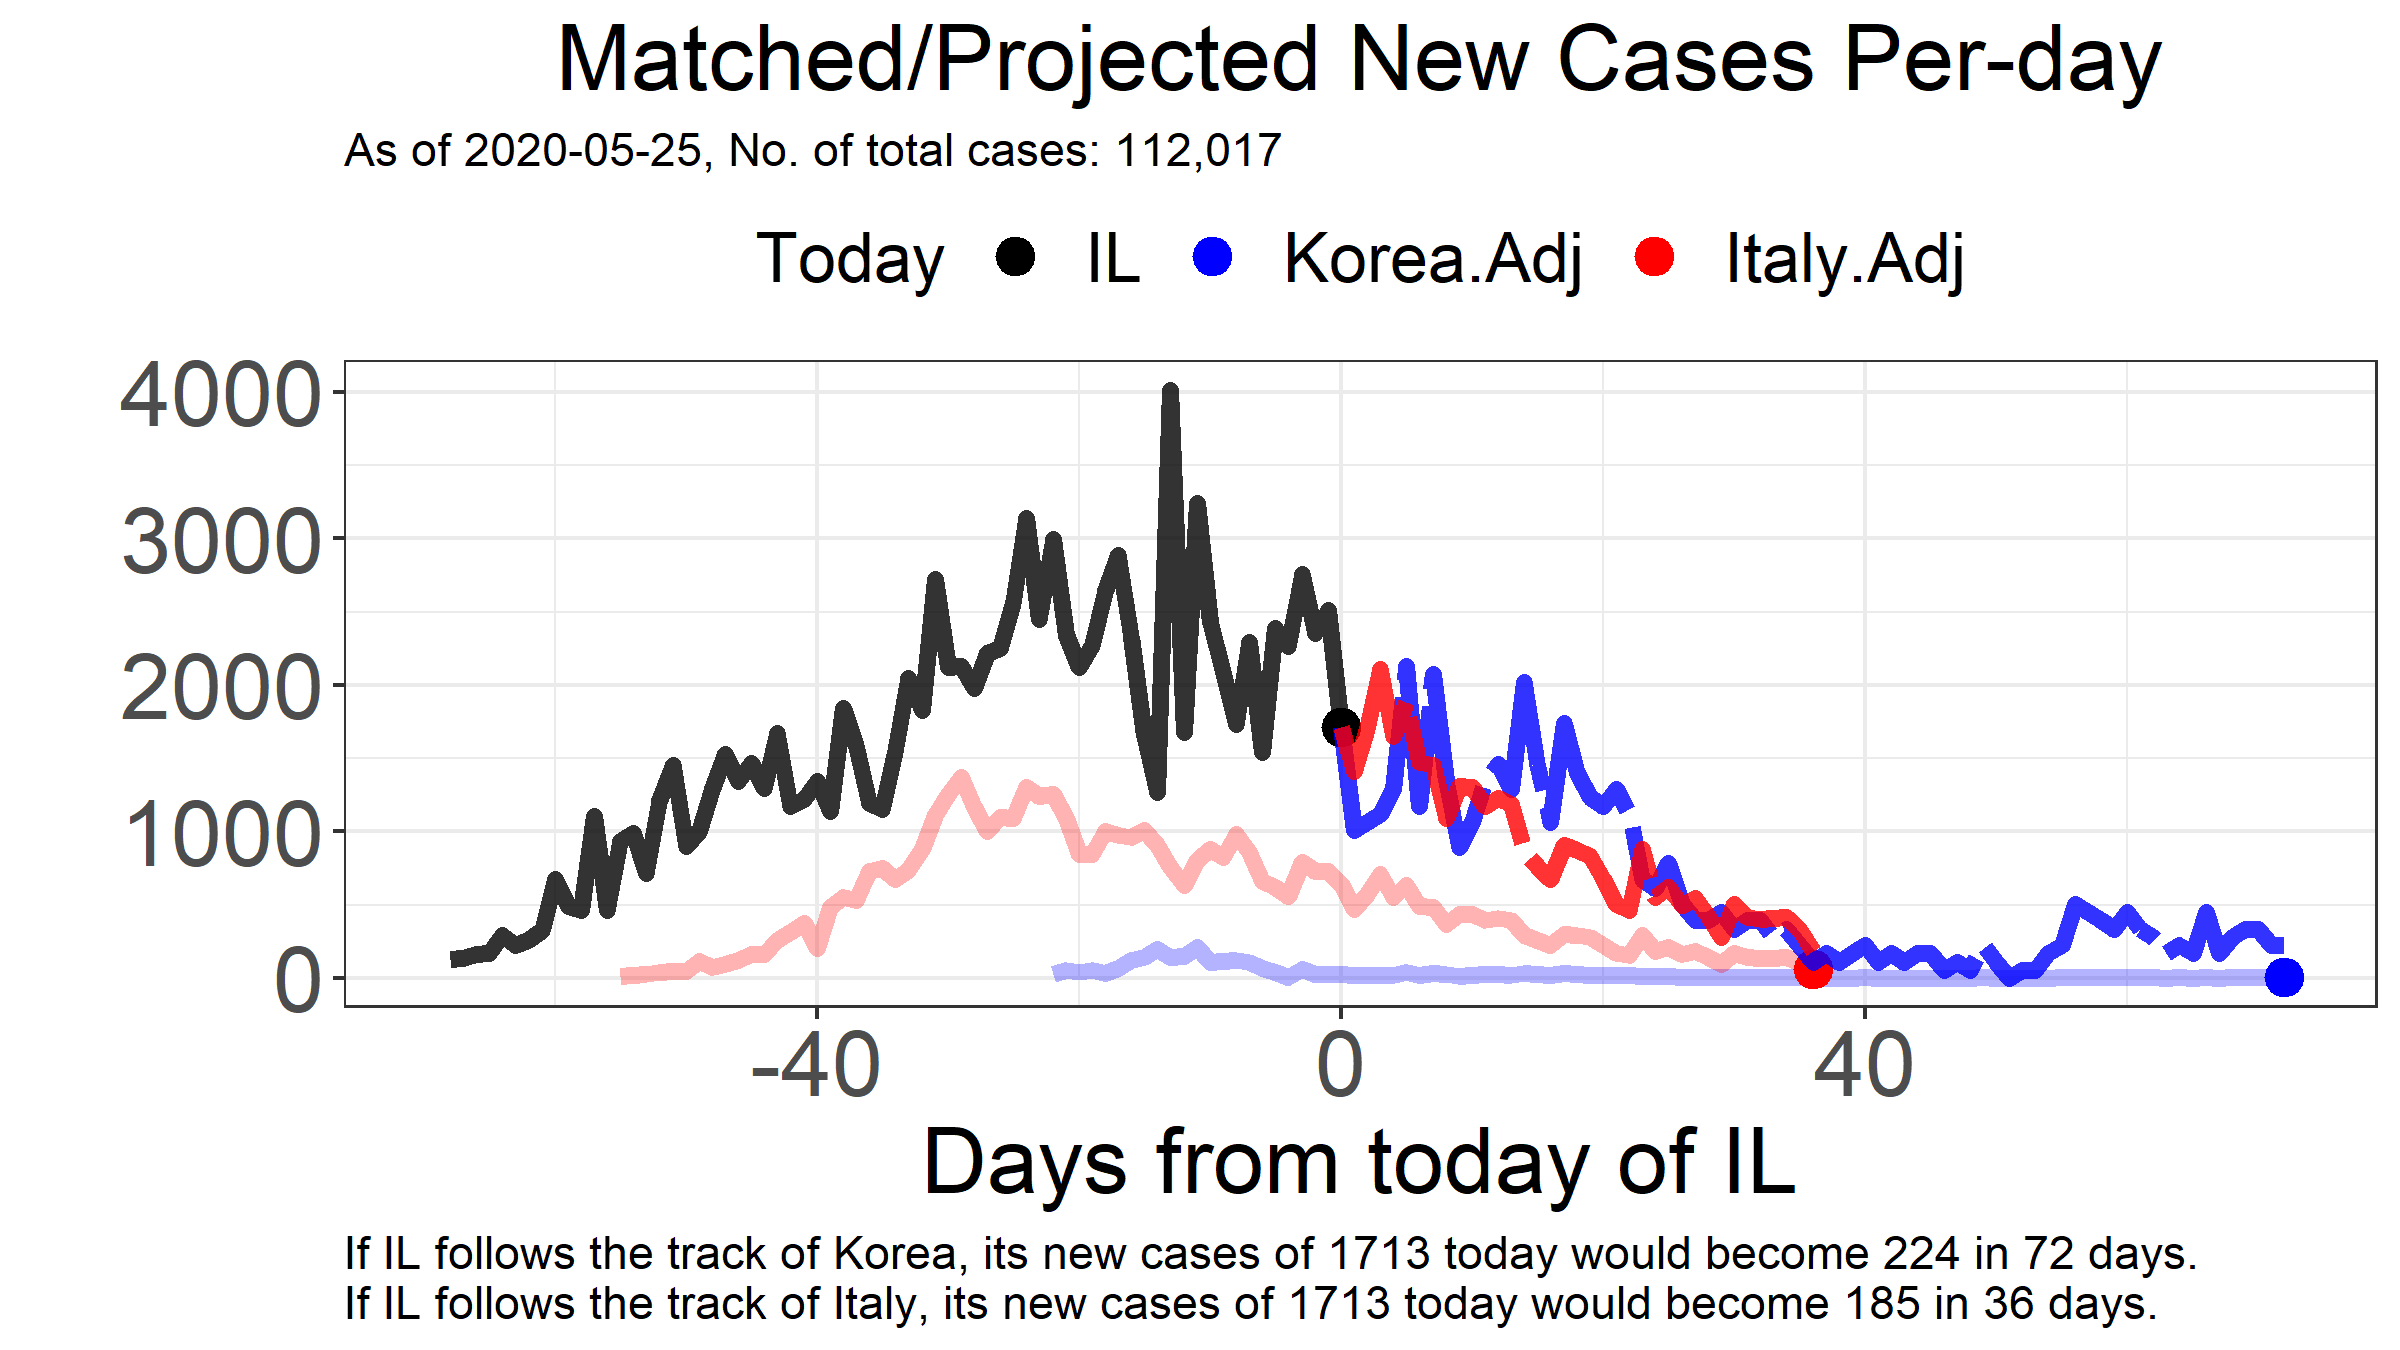 Matched/Projected New Cases Per-day
As of 2020-05-25, No. of total cases: 112,017
Today IL Korea.Adj Italy.Adj
4000
3000
2000
1000
0
-40 0 40
Days from today of IL
If IL follows the track of Korea, its new cases of 1713 today would become 224 in 72 days.
If IL follows the track of Italy, its new cases of 1713 today would become 185 in 36 days.